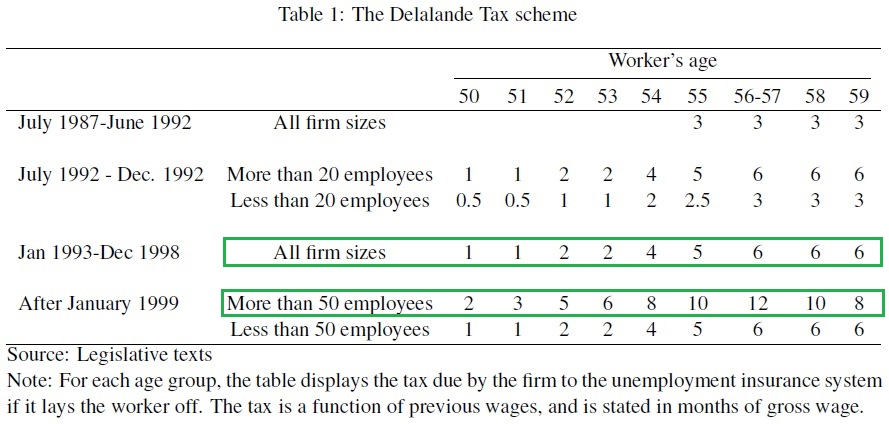 Table 1: The Delalande Tax scheme
Worker's age
50 51 52 53 54 55 56-57 58 59
July 1987-June 1992 All firm sizes 3 3 3 3
July 1992 - Dec. 1992 More than 20 employees 1 1 2 2 4 5 6 6 6
Less than 20 employees 0.5 0.5 1 1 2 2.5 3 3 3
Jan 1993-Dec 1998 All firm sizes 1 1 2 2 4 5 6 6 6
After January 1999 More than 50 employees 2 3 5 6 8 10 12 10 8
Less than 50 employees 1 1 2 2 4 5 6 6 6
Source: Legislative texts
Note: For each age group, the table displays the tax due by the firm to the unemployment insurance system
if it lays the worker off. The tax is a function of previous wages, and is stated in months of gross wage.